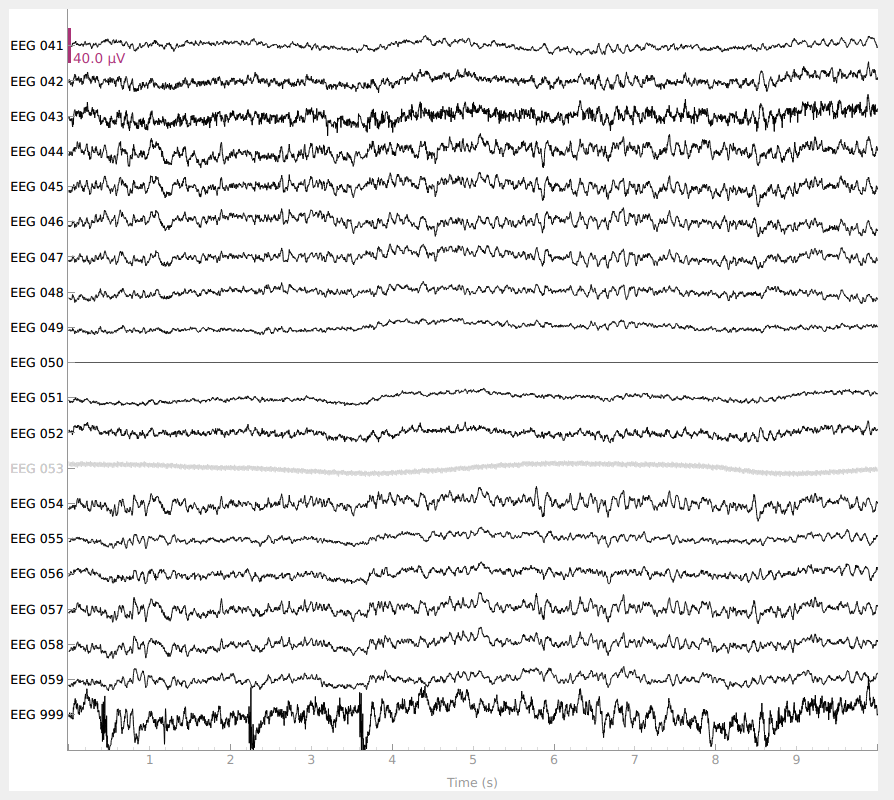 EEG 041
40.0 µV
EEG 042
EEG 043
EEG 044
EEG 045
EEG 046
EEG 047
EEG 048
EEG 049
EEG 050
EEG 051
EEG 052
EEG 053
EEG 054
EEG 055
EEG 056
EEG 057
EEG 058
EEG 059
EEG 999
1 2 3 4 5 6 7 8 9
Time (s)